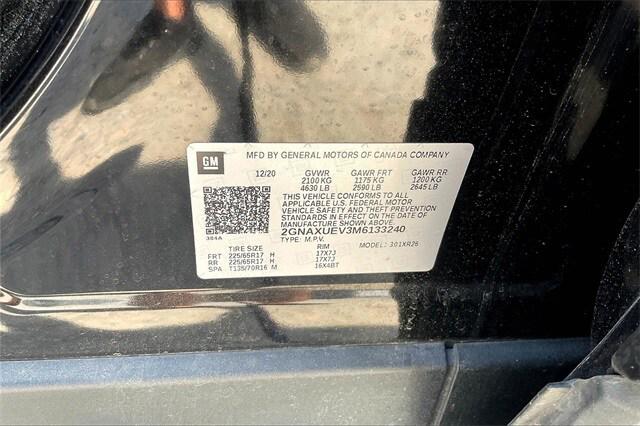 MFD BY GENERAL MOTORS OF CANADA COMPANY
GM
12/20 GVWR GAWR FRT GAWR RR
2100 KG 1175 KG 1200 KG
4630 LB 2590 LB 2645 LB
THIS VEHICLE CONFORMS TO ALL
APPLICABLE U.S. FEDERAL MOTOR
VEHICLE SAFETY AND THEFT PREVENTION
STANDARDS IN EFFECT ON THE DATE OF
MANUFACTURE SHOWN ABOVE.
2GNAXUEV3M6133240
384A TYPE: M.P.V. MODEL: 301XR26
TIRE SIZE RIM
FRT 225/65R17 H 17X7J
RR 225/65R17 H 17X7J
SPA T135/70R16 M 16X4BT